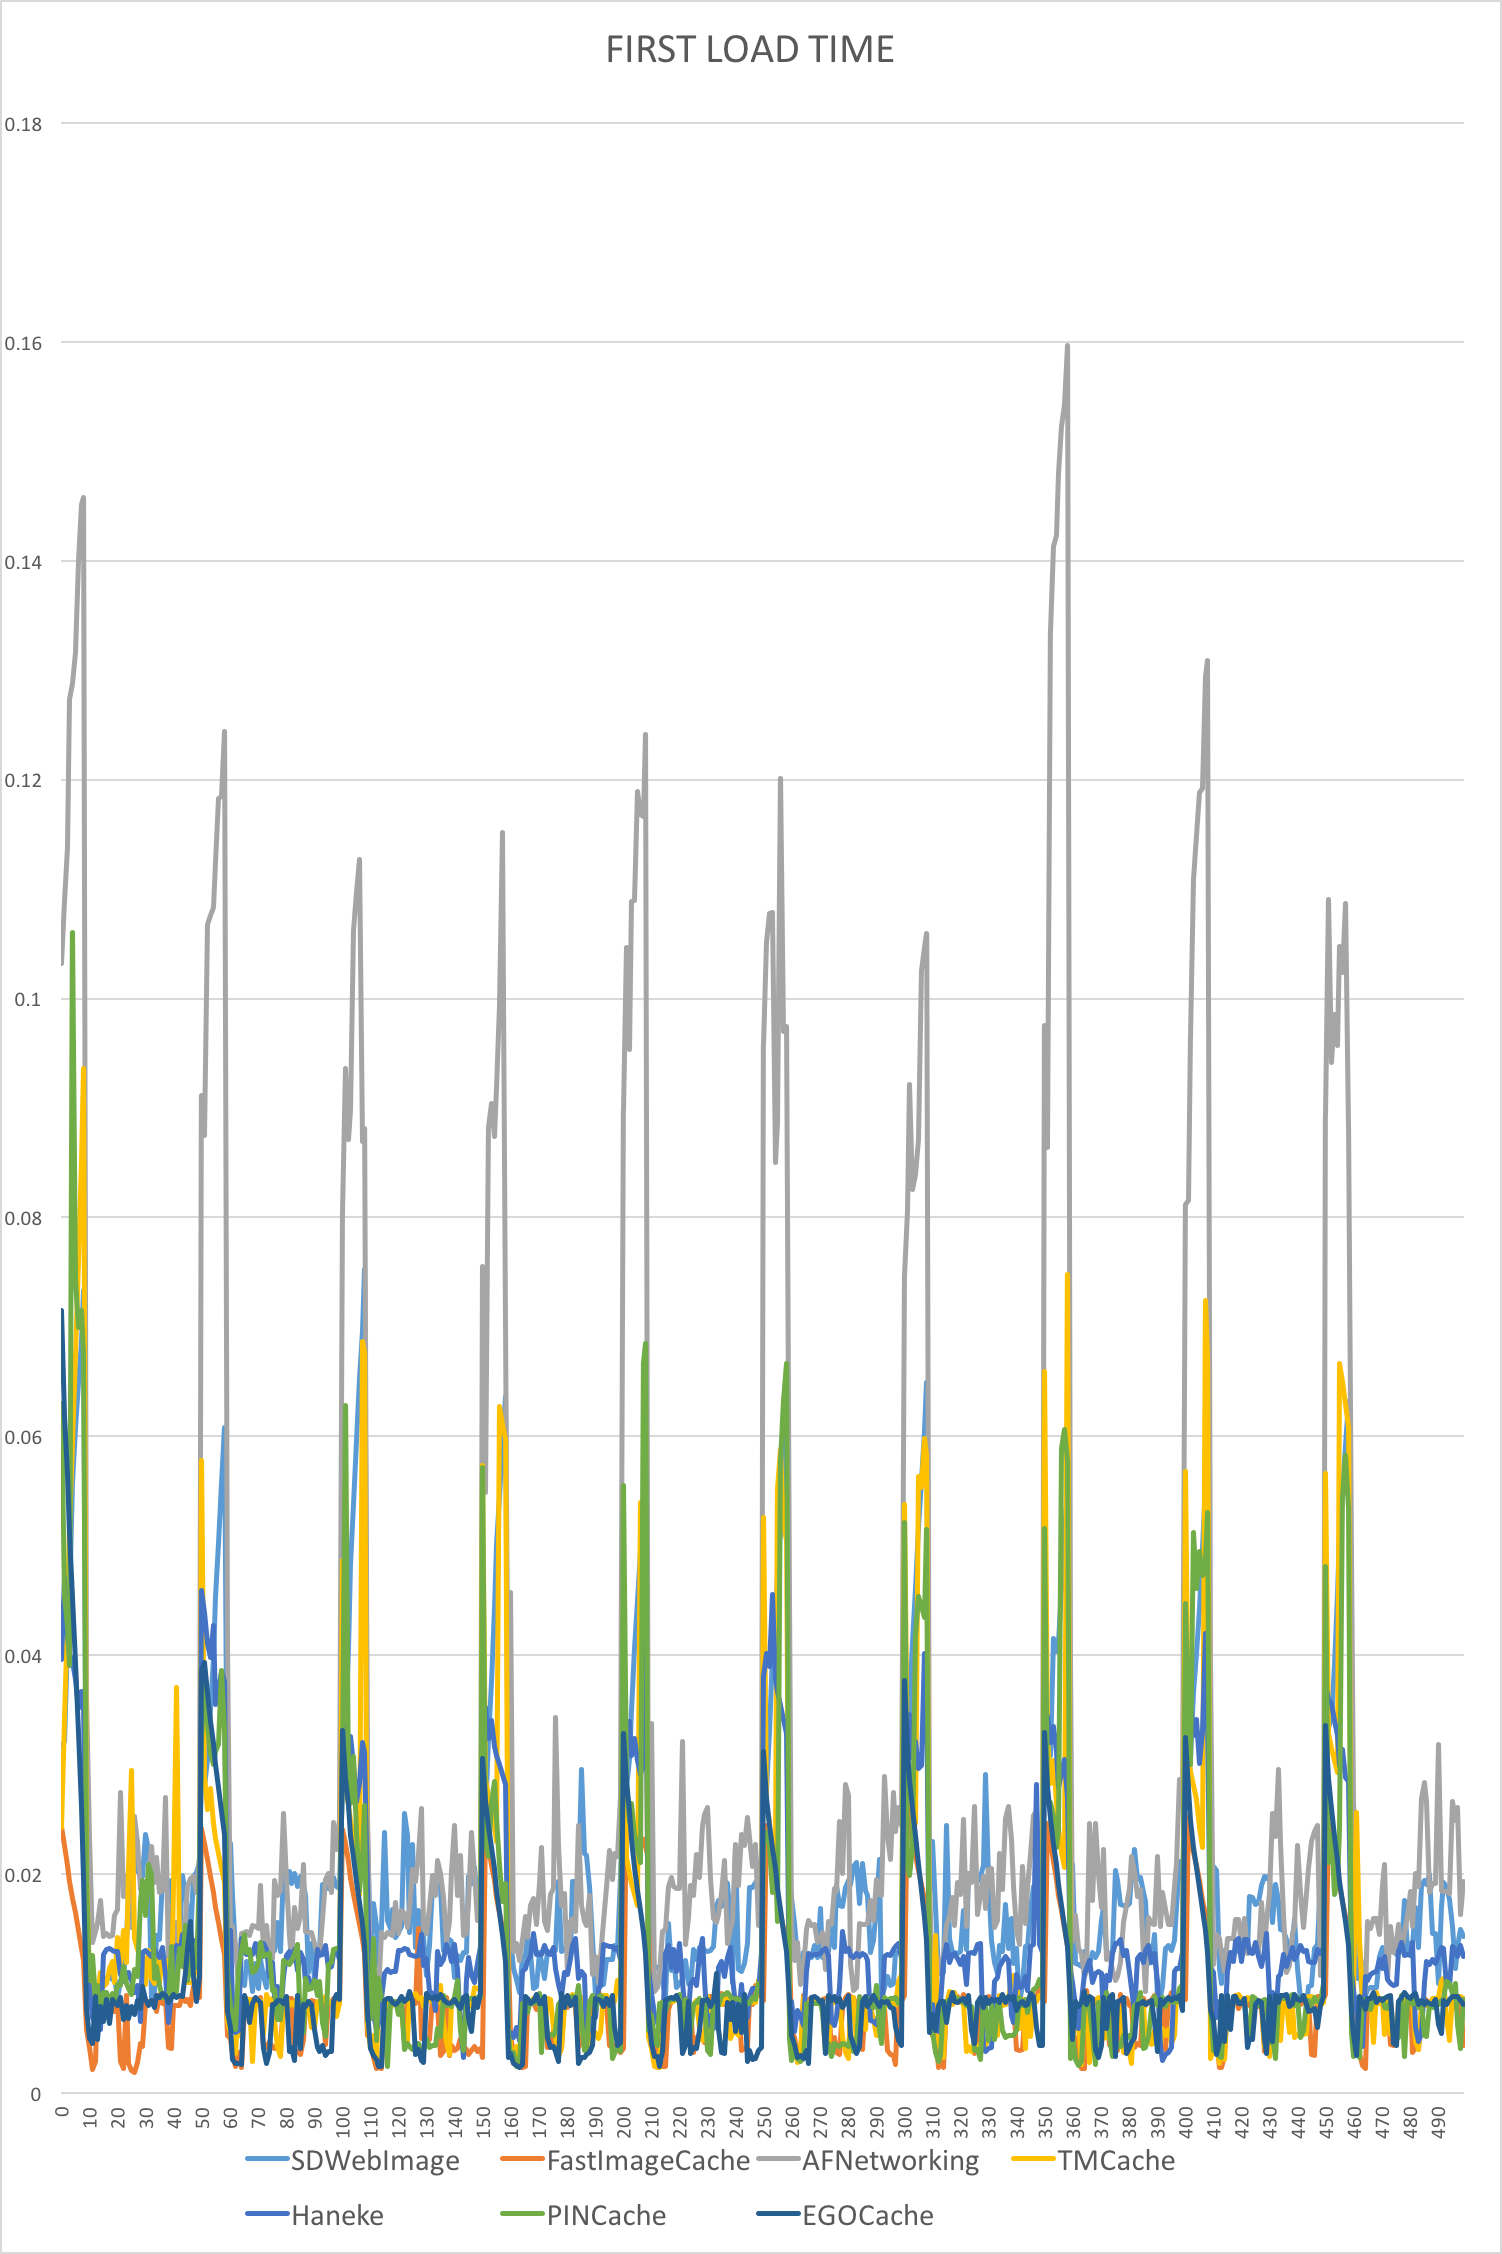 FIRST LOAD TIME
0.18
0.16
0.14
0.12
0.1
0.08
0.06
0.04
0.02
0
0 10 20 30 40 50 60 70 80 90 100 110 120 130 140 150 160 170 180 190 200 210 220 230 240 250 260 270 280 290 300 310 320 330 340 350 360 370 380 390 400 410 420 430 440 450 460 470 480 490
SDWebImage FastImageCache AFNetworking TMCache
Haneke PINCache EGOCache